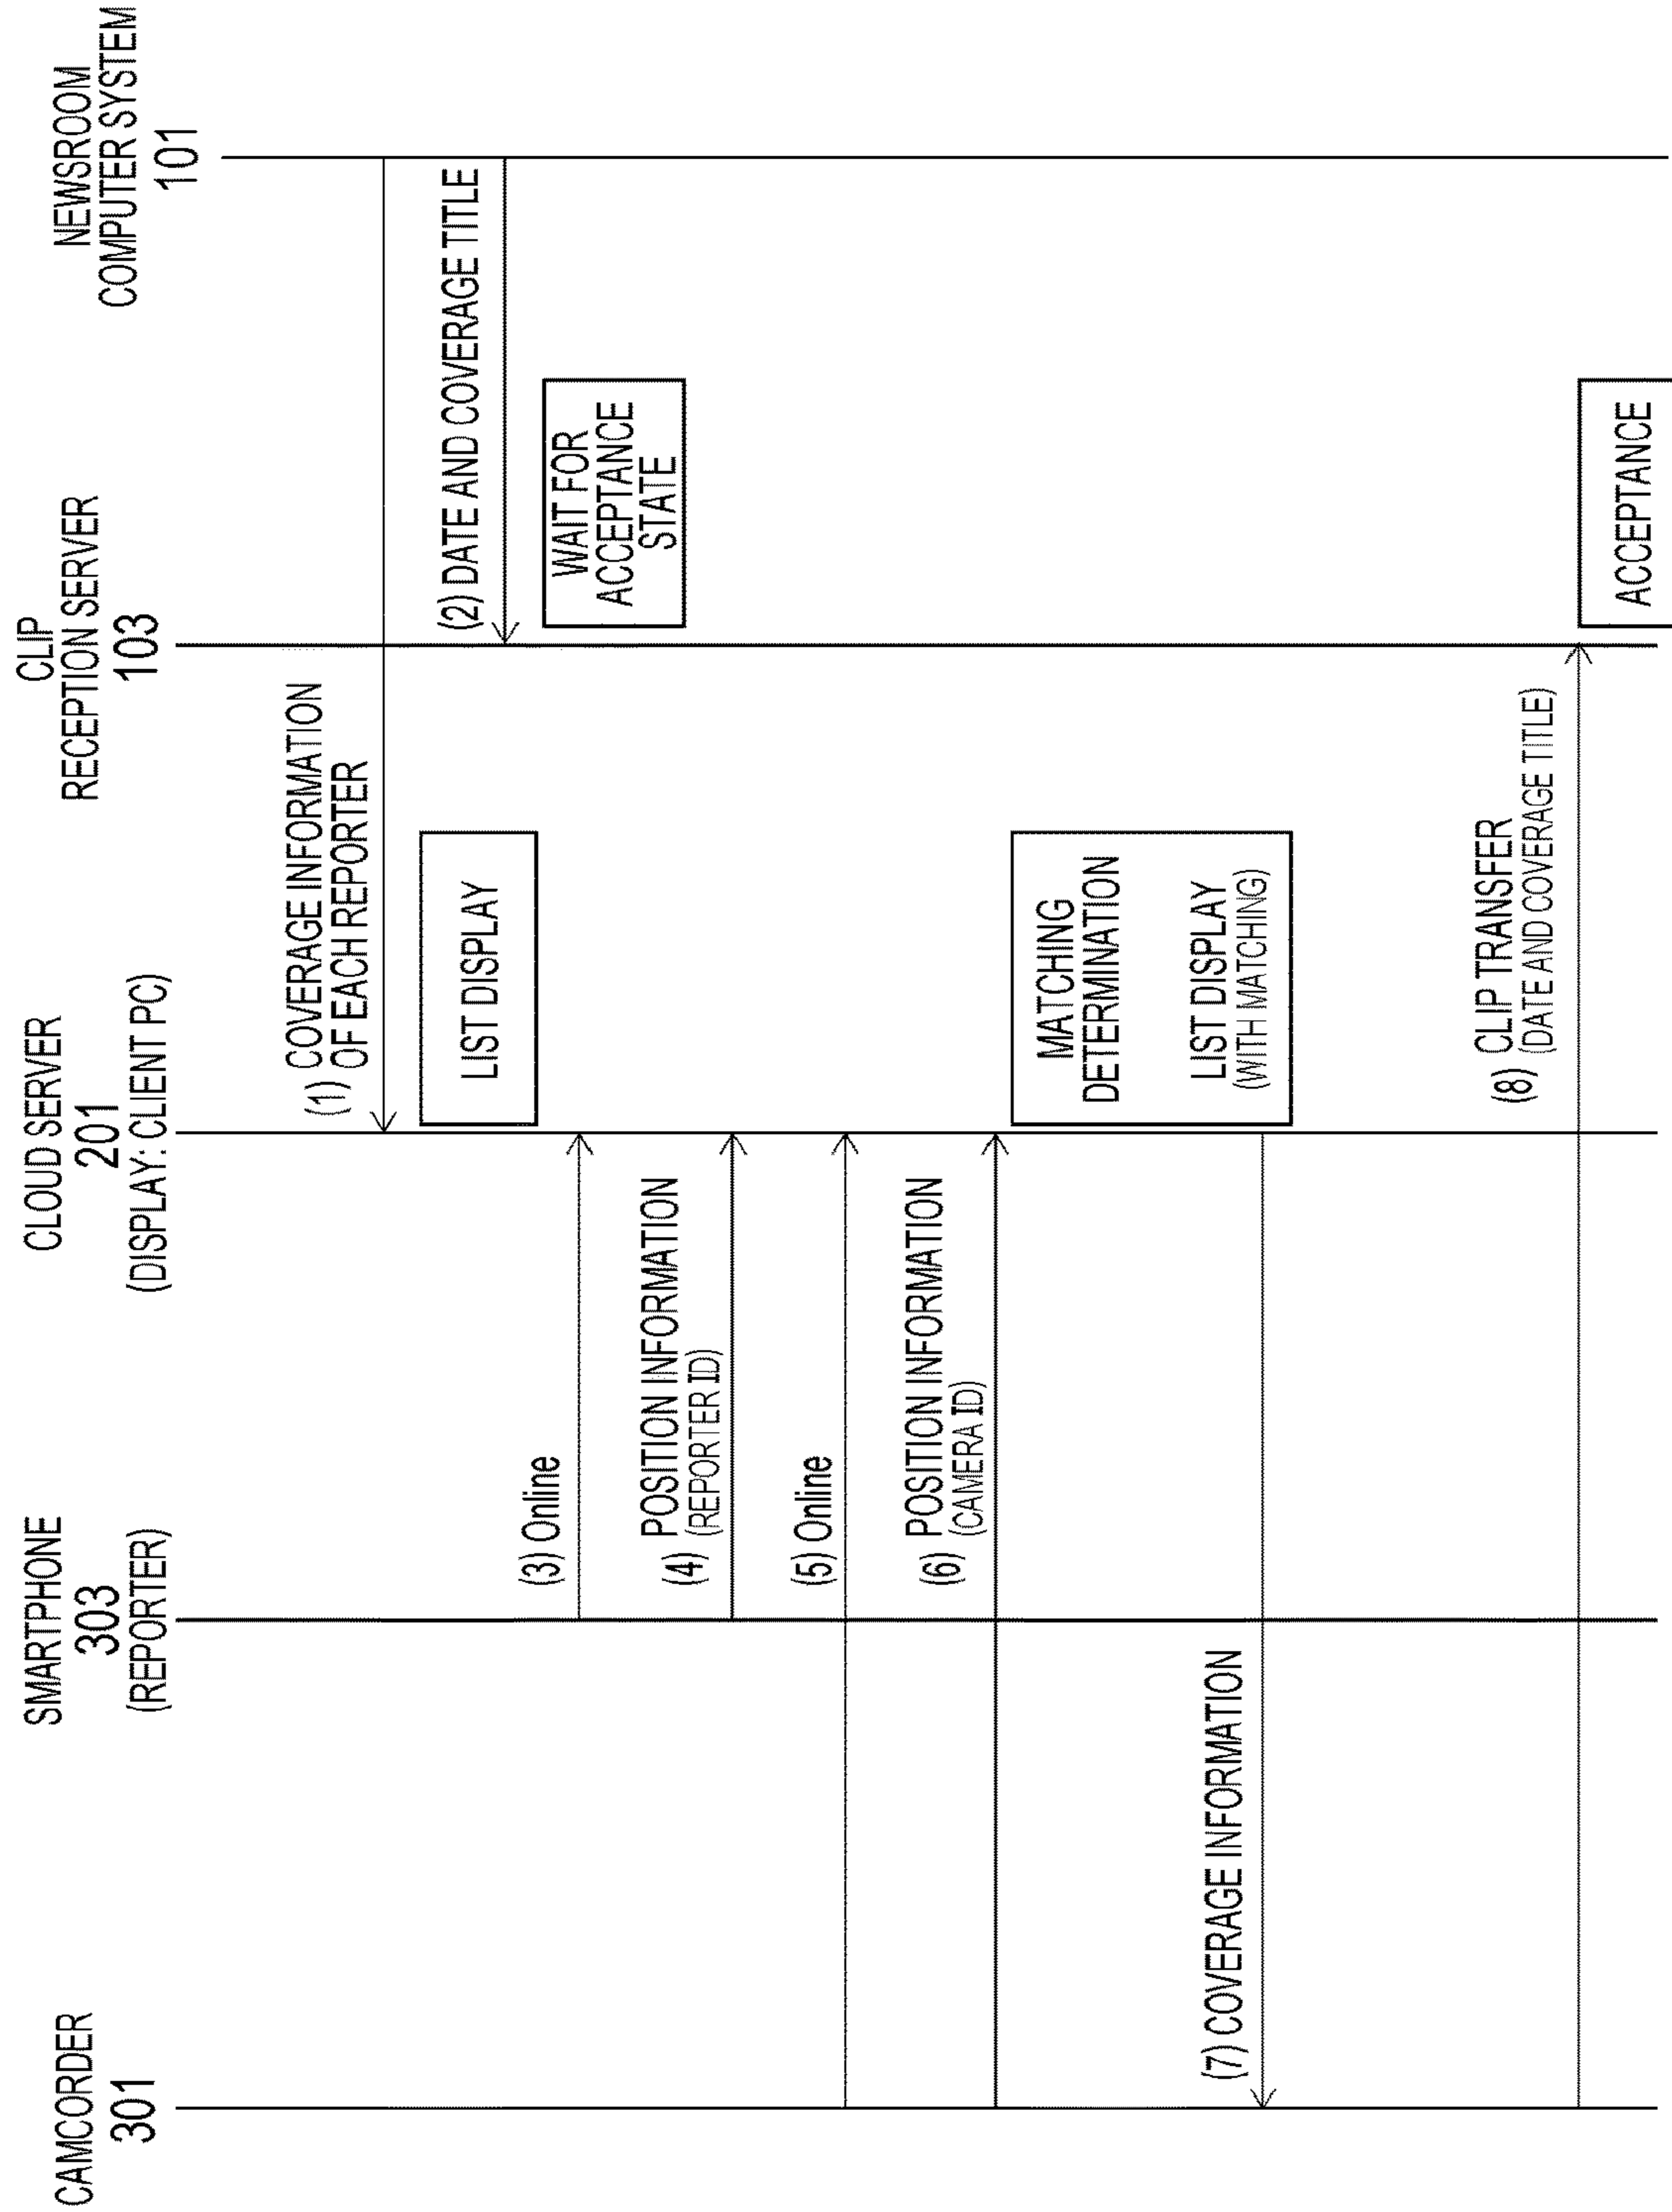 CAMCORDER
301
SMARTPHONE
303
(REPORTER)
CLOUD SERVER
201
(DISPLAY: CLIENT PC)
CLIP
RECEPTION SERVER
103
NEWSROOM
COMPUTER SYSTEM
101
(1) COVERAGE INFORMATION
OF EACH REPORTER
(2) DATE AND COVERAGE TITLE
LIST DISPLAY
WAIT FOR
ACCEPTANCE
STATE
(3) Online
(4) POSITION INFORMATION
(REPORTER ID)
(5) Online
(6) POSITION INFORMATION
(CAMERA ID)
MATCHING
DETERMINATION
LIST DISPLAY
(WITH MATCHING)
(7) COVERAGE INFORMATION
(8) CLIP TRANSFER
(DATE AND COVERAGE TITLE)
ACCEPTANCE